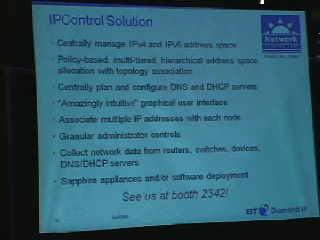 IPControl Solution
Centrally manage IPv4 and IPv6 address space
Policy-based, multi-tiered, hierarchical address space
allocation with topology association
Centrally plan and configure DNS and DHCP servers
"Amazingly intuitive" graphical user interface
Associate multiple IP addresses with each node
Granular administrator controls
Collect network data from routers, switches, devices,
DNS/DHCP servers
Sapphire appliances and/or software deployment
See us at booth 2342!
Network
BT Diamond IP